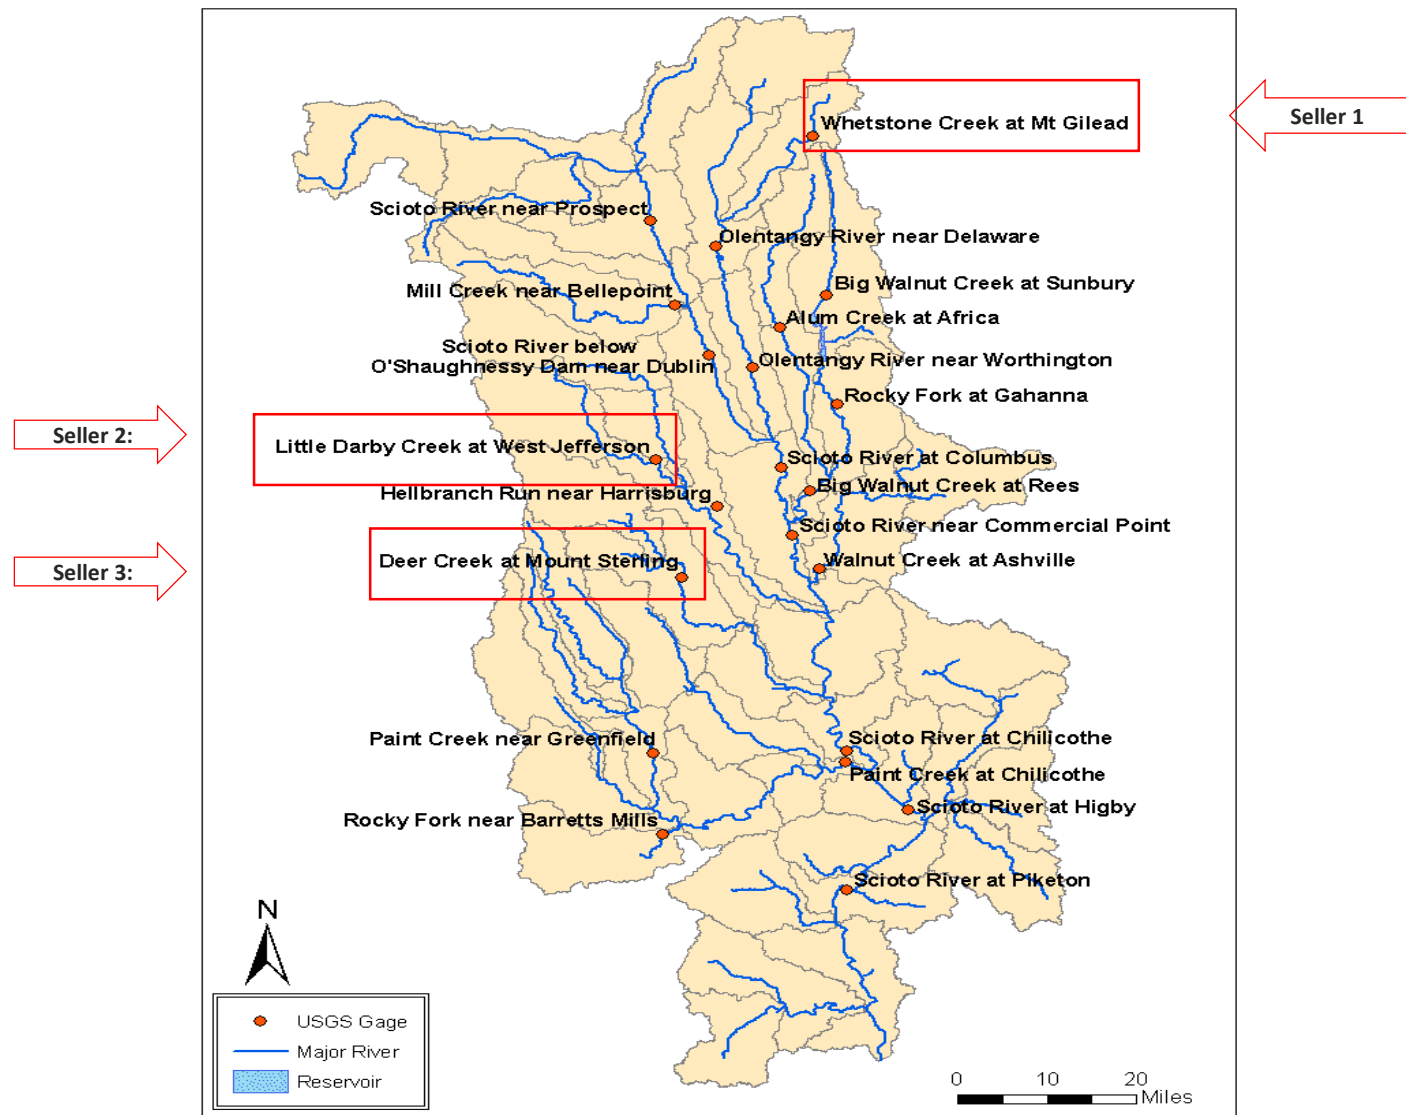 Whetstone Creek at Mt Gilead
Seller 1
Scioto River near Prospect
Olentangy River near Delaware
Big Walnut Creek at Sunbury
Mill Creek near Bellepoint
Alum Creek at Africa
Scioto River below
O'Shaughnessy Dam near Dublin
Olentangy River near Worthington
Rocky Fork at Gahanna
Seller 2:
Little Darby Creek at West Jefferson
Scioto River at Columbus
Big Walnut Creek at Rees
Hellbranch Run near Harrisburg
Scioto River near Commercial Point
Seller 3:
Deer Creek at Mount Sterling
Walnut Creek at Ashville
Paint Creek near Greenfield
Scioto River at Chilicothe
Paint Creek at Chilicothe
Scioto River at Higby
Rocky Fork near Barretts Mills
Scioto River at Piketon
N
USGS Gage
Major River
Reservoir
0 10 20
Miles